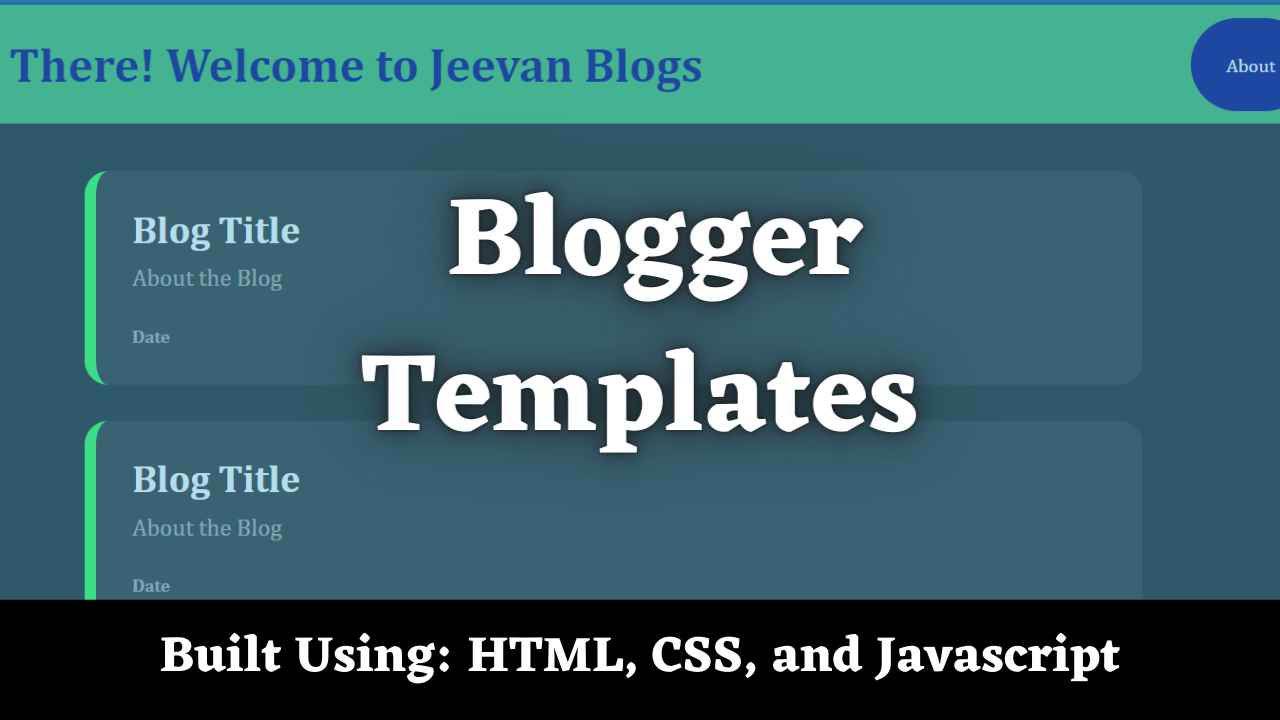 There! Welcome to Jeevan Blogs
About
Blog Title
About the Blog
Date
Blogger
Templates
Blog Title
About the Blog
Date
Built Using: HTML, CSS, and Javascript